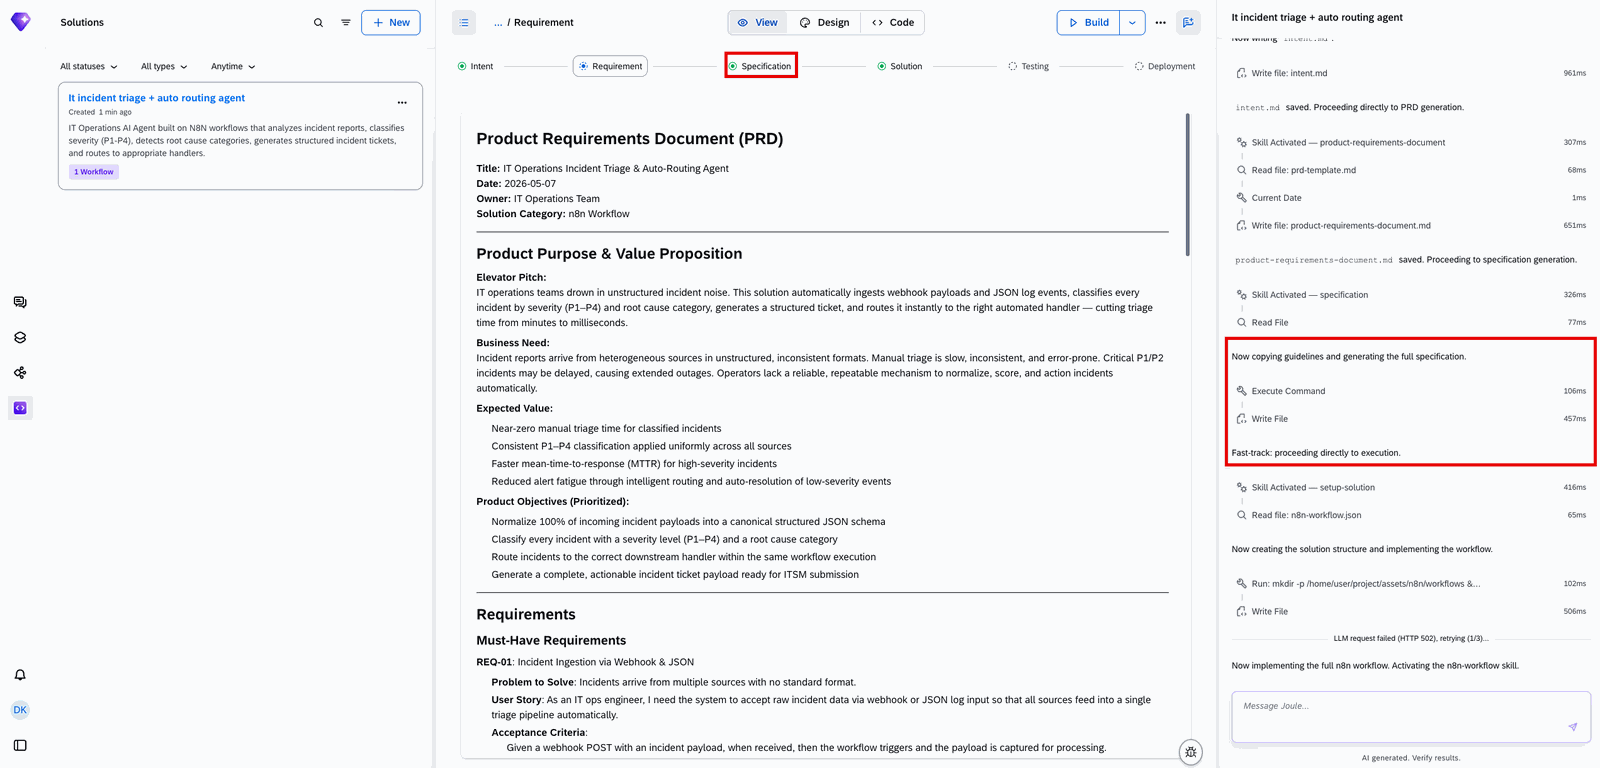 Solutions
New
... / Requirement
View
Design
Code
Build
It incident triage + auto routing agent
All statuses
All types
Anytime
It incident triage + auto routing agent
Created 1 min ago
IT Operations AI Agent built on N8N workflows that analyzes incident reports, classifies
severity (P1-P4), detects root cause categories, generates structured incident tickets,
and routes to appropriate handlers.
1 Workflow
DK
Intent
Requirement
Specification
Solution
Testing
Deployment
Product Requirements Document (PRD)
Title: IT Operations Incident Triage & Auto-Routing Agent
Date: 2026-05-07
Owner: IT Operations Team
Solution Category: n8n Workflow
Product Purpose & Value Proposition
Elevator Pitch:
IT operations teams drown in unstructured incident noise. This solution automatically ingests webhook payloads and JSON log events, classifies every
incident by severity (P1–P4) and root cause category, generates a structured ticket, and routes it instantly to the right automated handler — cutting triage
time from minutes to milliseconds.
Business Need:
Incident reports arrive from heterogeneous sources in unstructured, inconsistent formats. Manual triage is slow, inconsistent, and error-prone. Critical P1/P2
incidents may be delayed, causing extended outages. Operators lack a reliable, repeatable mechanism to normalize, score, and action incidents
automatically.
Expected Value:
Near-zero manual triage time for classified incidents
Consistent P1–P4 classification applied uniformly across all sources
Faster mean-time-to-response (MTTR) for high-severity incidents
Reduced alert fatigue through intelligent routing and auto-resolution of low-severity events
Product Objectives (Prioritized):
Normalize 100% of incoming incident payloads into a canonical structured JSON schema
Classify every incident with a severity level (P1–P4) and a root cause category
Route incidents to the correct downstream handler within the same workflow execution
Generate a complete, actionable incident ticket payload ready for ITSM submission
Requirements
Must-Have Requirements
REQ-01: Incident Ingestion via Webhook & JSON
Problem to Solve: Incidents arrive from multiple sources with no standard format.
User Story: As an IT ops engineer, I need the system to accept raw incident data via webhook or JSON log input so that all sources feed into a single
triage pipeline automatically.
Acceptance Criteria:
Given a webhook POST with an incident payload, when received, then the workflow triggers and the payload is captured for processing.
Now writing intent.md .
Write file: intent.md 961ms
intent.md saved. Proceeding directly to PRD generation.
Skill Activated — product-requirements-document 307ms
Read file: prd-template.md 68ms
Current Date 1ms
Write file: product-requirements-document.md 651ms
product-requirements-document.md saved. Proceeding to specification generation.
Skill Activated — specification 326ms
Read File 77ms
Now copying guidelines and generating the full specification.
Execute Command 106ms
Write File 457ms
Fast-track: proceeding directly to execution.
Skill Activated — setup-solution 416ms
Read file: n8n-workflow.json 65ms
Now creating the solution structure and implementing the workflow.
Run: mkdir -p /home/user/project/assets/n8n/workflows &... 102ms
Write File 506ms
LLM request failed (HTTP 502), retrying (1/3)...
Now implementing the full n8n workflow. Activating the n8n-workflow skill.
Message Joule...
AI generated. Verify results.